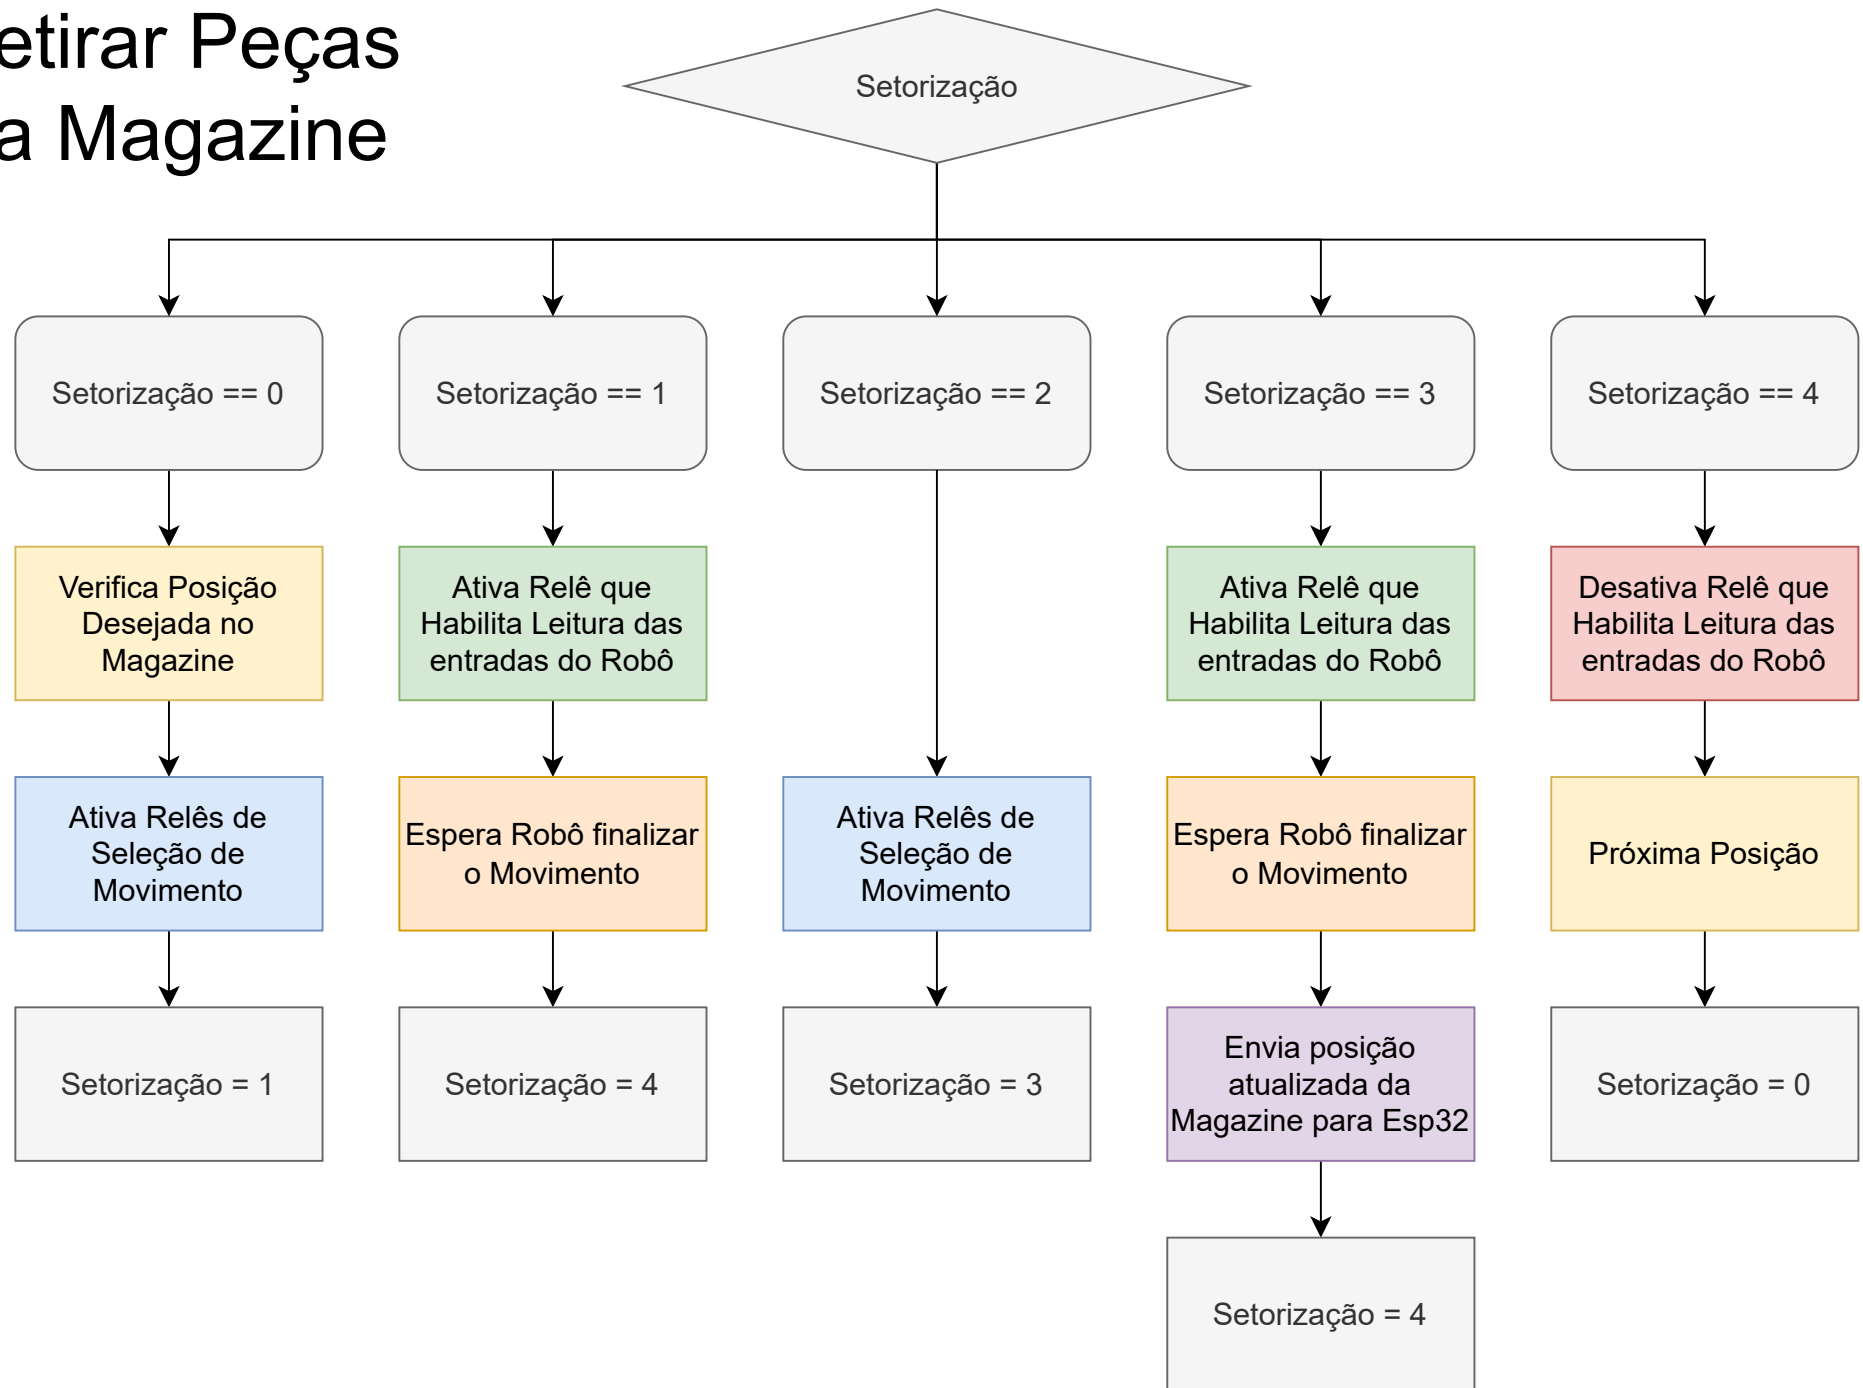 etirar Peças
a Magazine
Setorização
Setorização == 0
Setorização == 1
Setorização == 2
Setorização == 3
Setorização == 4
Verifica Posição
Desejada no
Magazine
Ativa Relê que
Habilita Leitura das
entradas do Robô
Ativa Relê que
Habilita Leitura das
entradas do Robô
Desativa Relê que
Habilita Leitura das
entradas do Robô
Ativa Relês de
Seleção de
Movimento
Espera Robô finalizar
o Movimento
Ativa Relês de
Seleção de
Movimento
Espera Robô finalizar
o Movimento
Próxima Posição
Setorização = 1
Setorização = 4
Setorização = 3
Envia posição
atualizada da
Magazine para Esp32
Setorização = 0
Setorização = 4